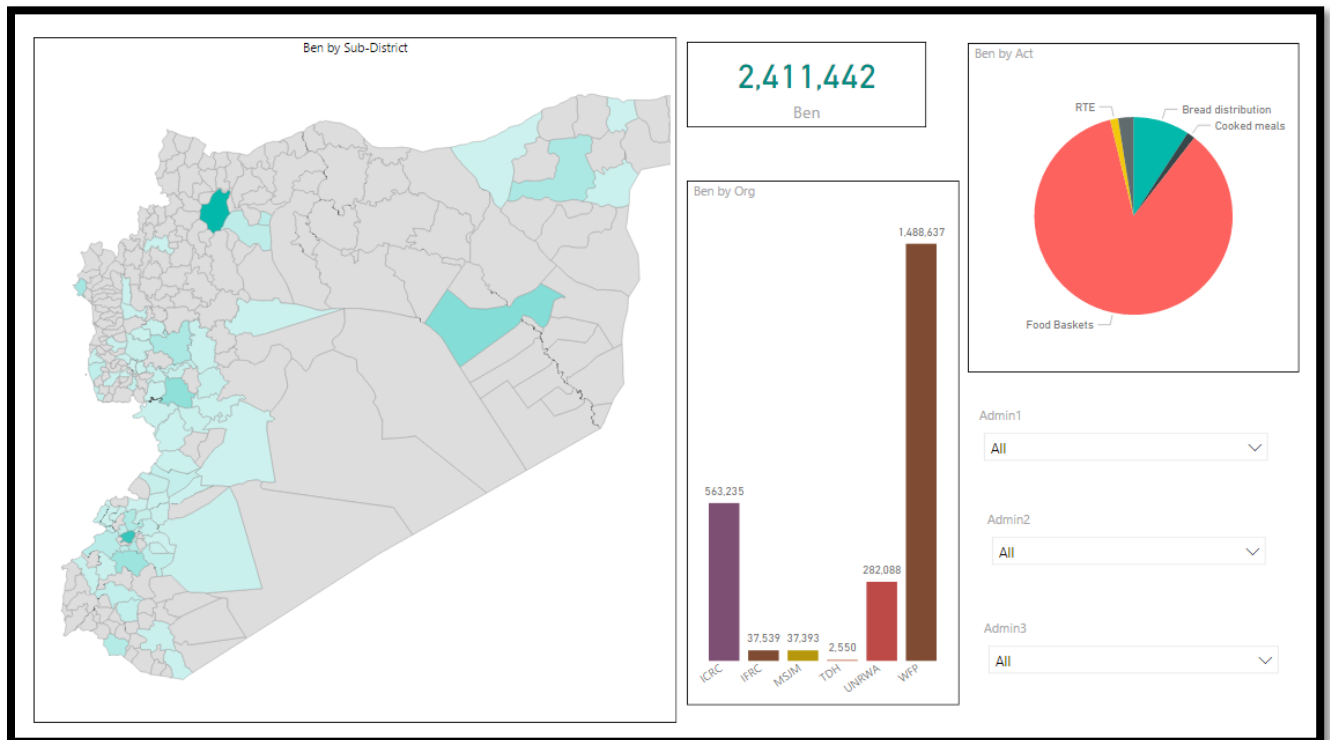 Ben by Sub-District
2,411,442
Ben
Ben by Act
RTE
Bread distribution
Cooked meals
Food Baskets
Ben by Org
1,488,637
563,235
282,088
37,539
37,393
2,550
ICRC
IFRC
MSJM
TDH
UNRWA
WFP
Admin1
All
Admin2
All
Admin3
All